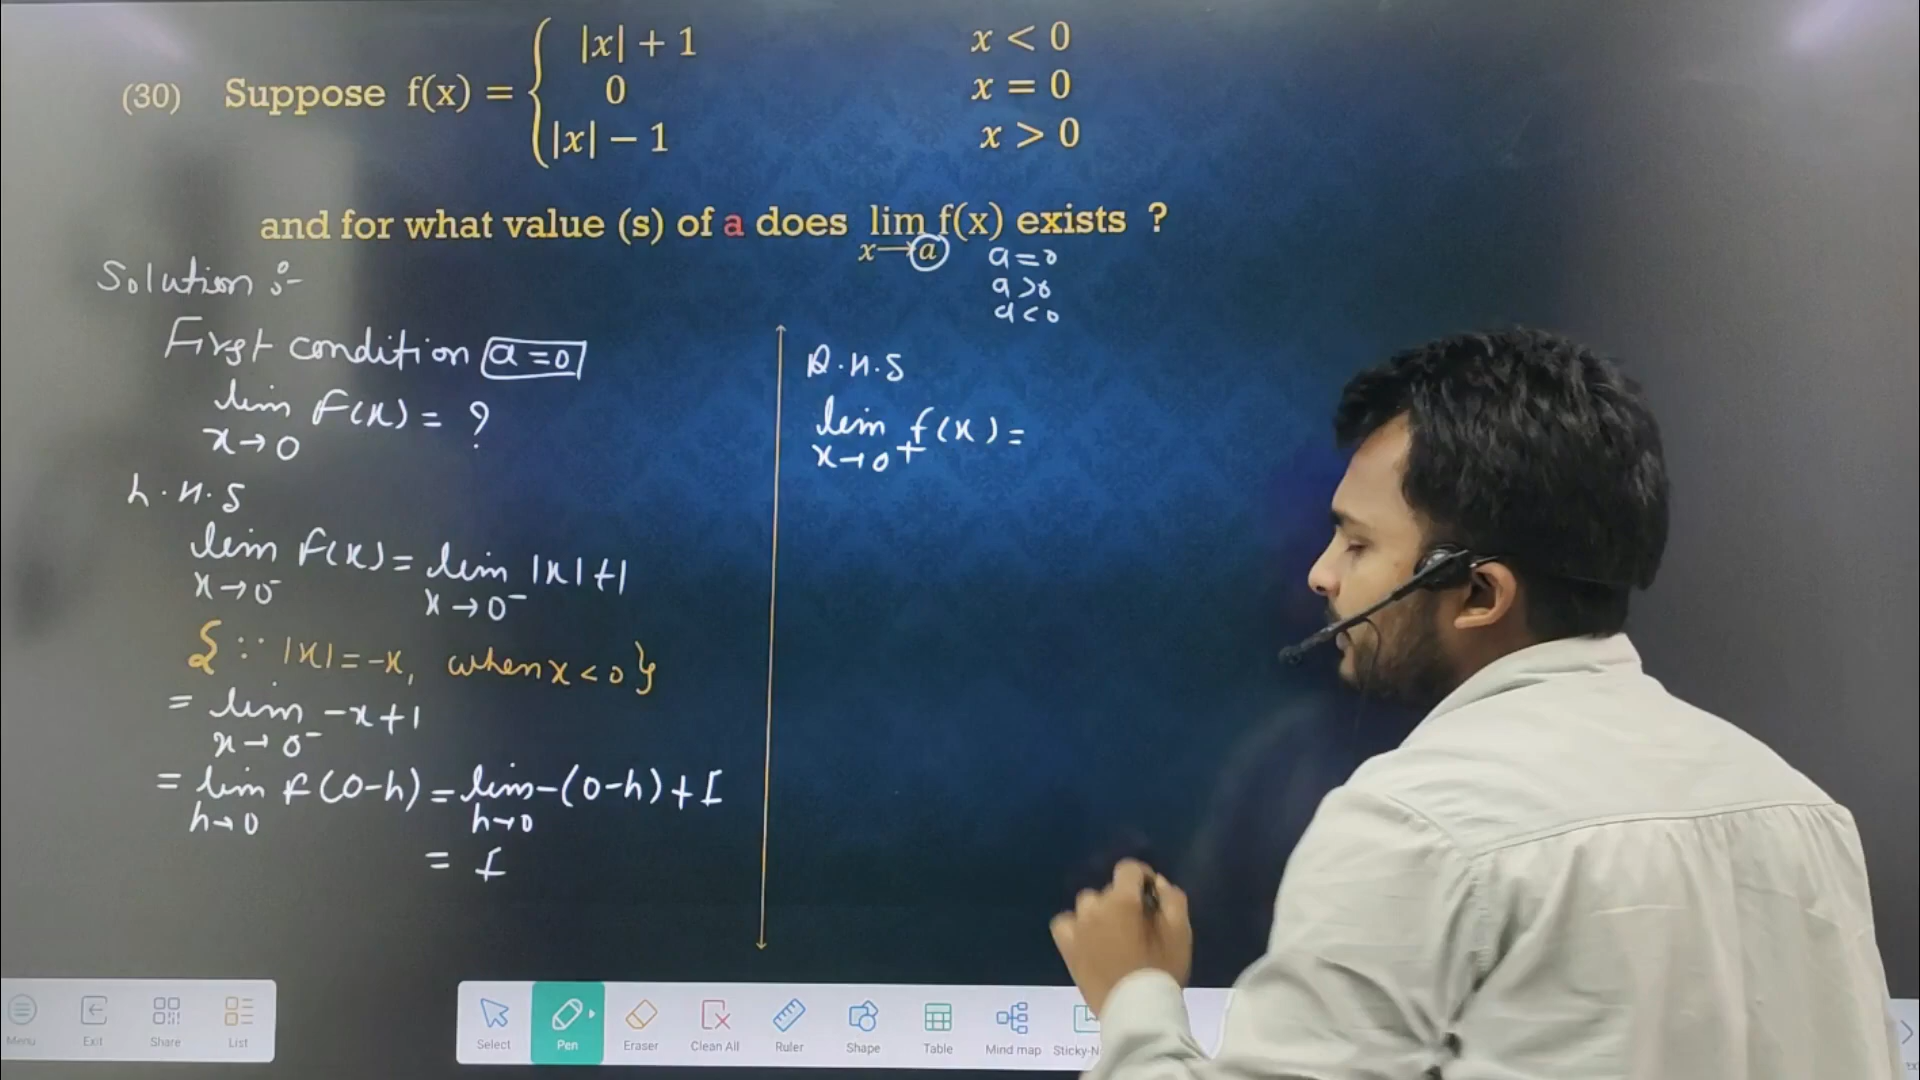 (30) Suppose f(x) = { |x| + 1 x < 0
0 x = 0
|x| − 1 x > 0
and for what value (s) of a does lim f(x) exists ?
x→a
a=0
a>0
a<0
Solution :-
First condition a=0
lim f(x) = ?
x→0
L.H.S
lim f(x) = lim |x|+1
x→0⁻ x→0⁻
{∵ |x|=-x, when x<0}
= lim -x+1
x→0⁻
= lim f(0-h) = lim -(0-h)+1
h→0 h→0
= 1
R.H.S
lim f(x) =
x→0+
Menu Exit Share List Select Pen Eraser Clean All Ruler Shape Table Mind map Sticky-N